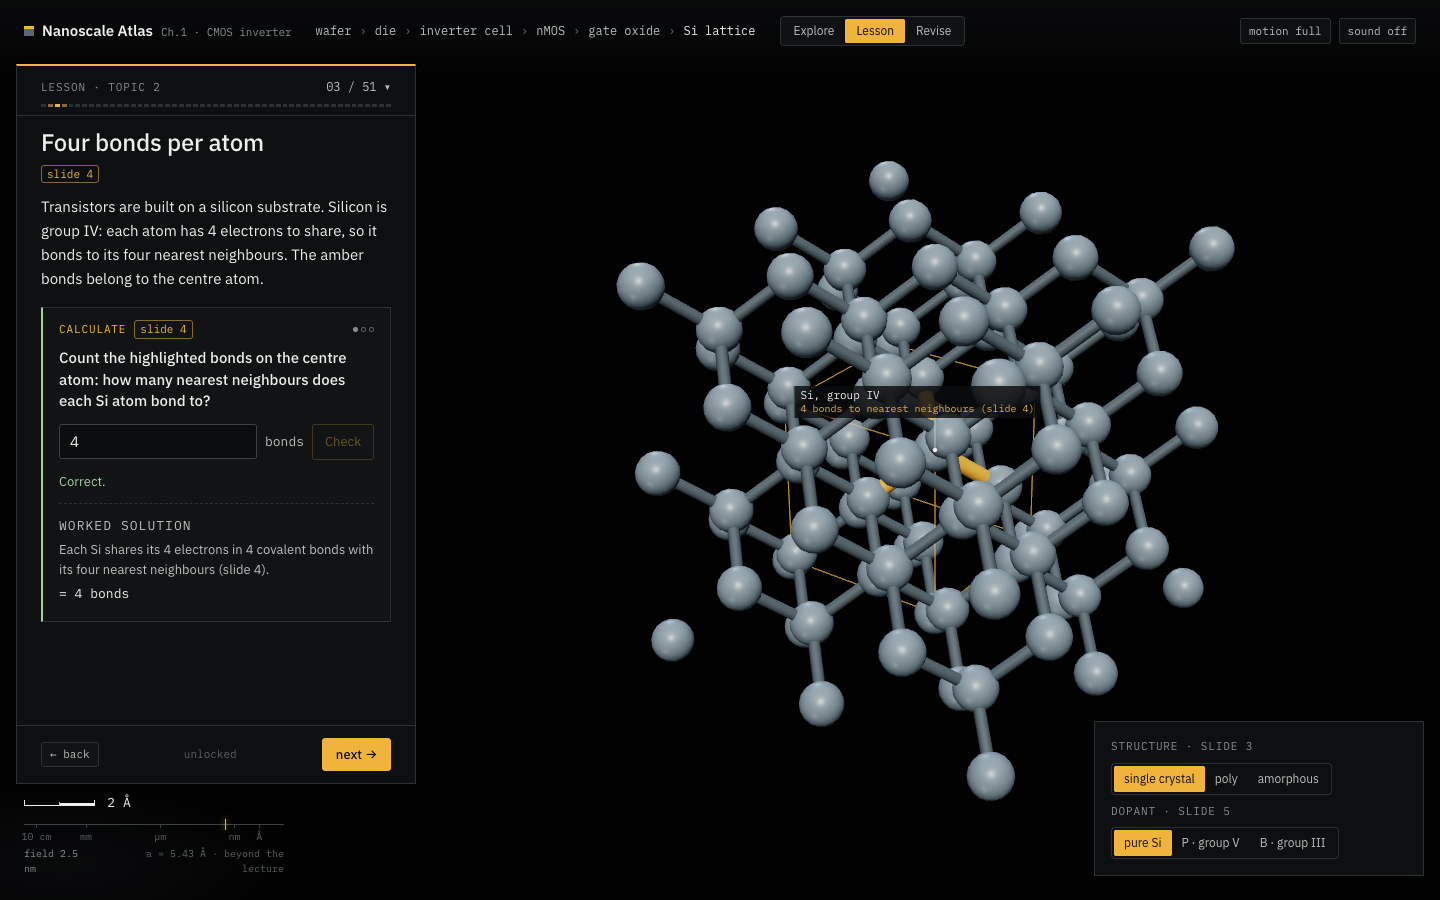 Nanoscale Atlas Ch.1 · CMOS inverter
wafer › die › inverter cell › nMOS › gate oxide › Si lattice
Explore Lesson Revise
motion full sound off
LESSON · TOPIC 2 03 / 51 ▾
Four bonds per atom
slide 4
Transistors are built on a silicon substrate. Silicon is
group IV: each atom has 4 electrons to share, so it
bonds to its four nearest neighbours. The amber
bonds belong to the centre atom.
CALCULATE slide 4
Count the highlighted bonds on the centre
atom: how many nearest neighbours does
each Si atom bond to?
4 bonds Check
Correct.
WORKED SOLUTION
Each Si shares its 4 electrons in 4 covalent bonds with
its four nearest neighbours (slide 4).
= 4 bonds
← back unlocked next →
Si, group IV
4 bonds to nearest neighbours (slide 4)
2 Å
10 cm mm µm nm Å
field 2.5
nm
a = 5.43 Å · beyond the
lecture
STRUCTURE · SLIDE 3
single crystal poly amorphous
DOPANT · SLIDE 5
pure Si P · group V B · group III